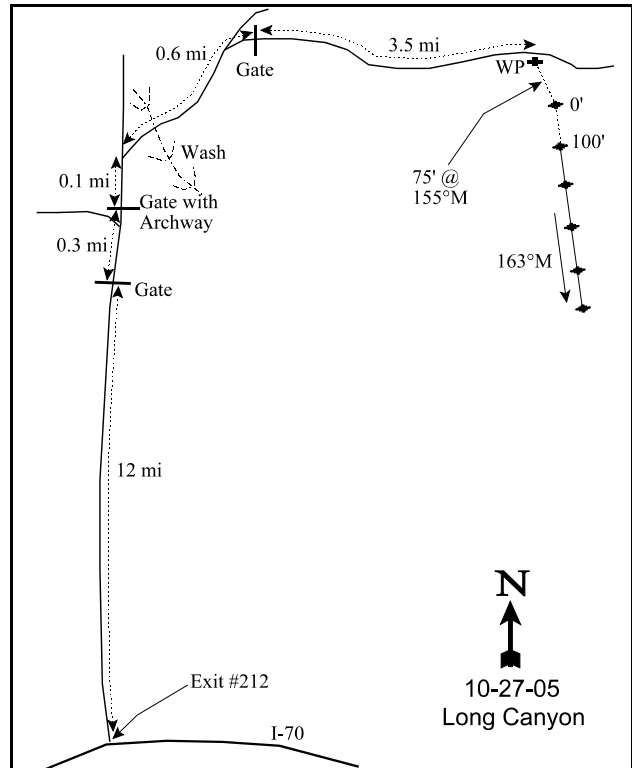 0.6 mi
Gate
3.5 mi
WP
0'
100'
75' @
155°M
163°M
Wash
0.1 mi
Gate with
Archway
0.3 mi
Gate
12 mi
Exit #212
I-70
N
10-27-05
Long Canyon